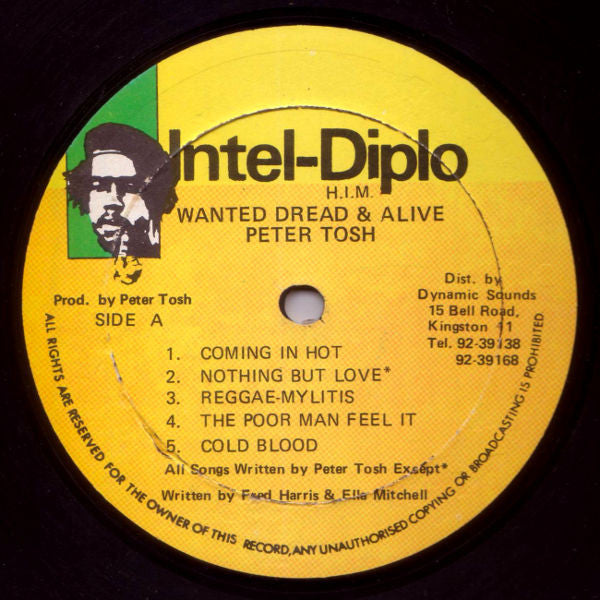 Intel-Diplo
H.I.M.
WANTED DREAD & ALIVE
PETER TOSH
Prod. by Peter Tosh
SIDE A
Dist. by
Dynamic Sounds
15 Bell Road,
Kingston 11
Tel. 92-39138
92-39168
1. COMING IN HOT
2. NOTHING BUT LOVE*
3. REGGAE-MYLITIS
4. THE POOR MAN FEEL IT
5. COLD BLOOD
All Songs Written by Peter Tosh Exsept*
Written by Fred Harris & Ella Mitchell
ALL RIGHTS ARE RESERVED FOR THE OWNER OF THIS RECORD, ANY UNAUTHORISED COPYING OR BROADCASTING IS PROHIBITED